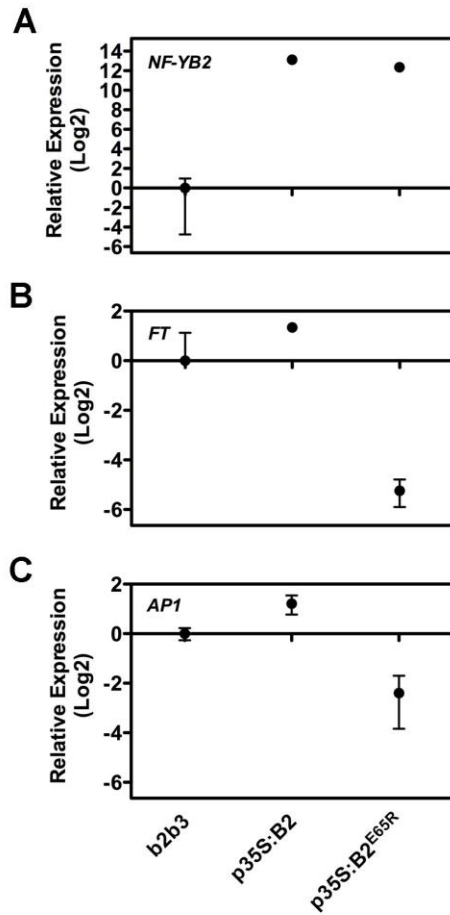 A
NF-YB2
Relative Expression
(Log2)
14
12
10
8
6
4
2
0
-2
-4
-6
B
FT
Relative Expression
(Log2)
2
0
-2
-4
-6
C
AP1
Relative Expression
(Log2)
2
0
-2
-4
-6
b2b3
p35S:B2
p35S:B2E65R